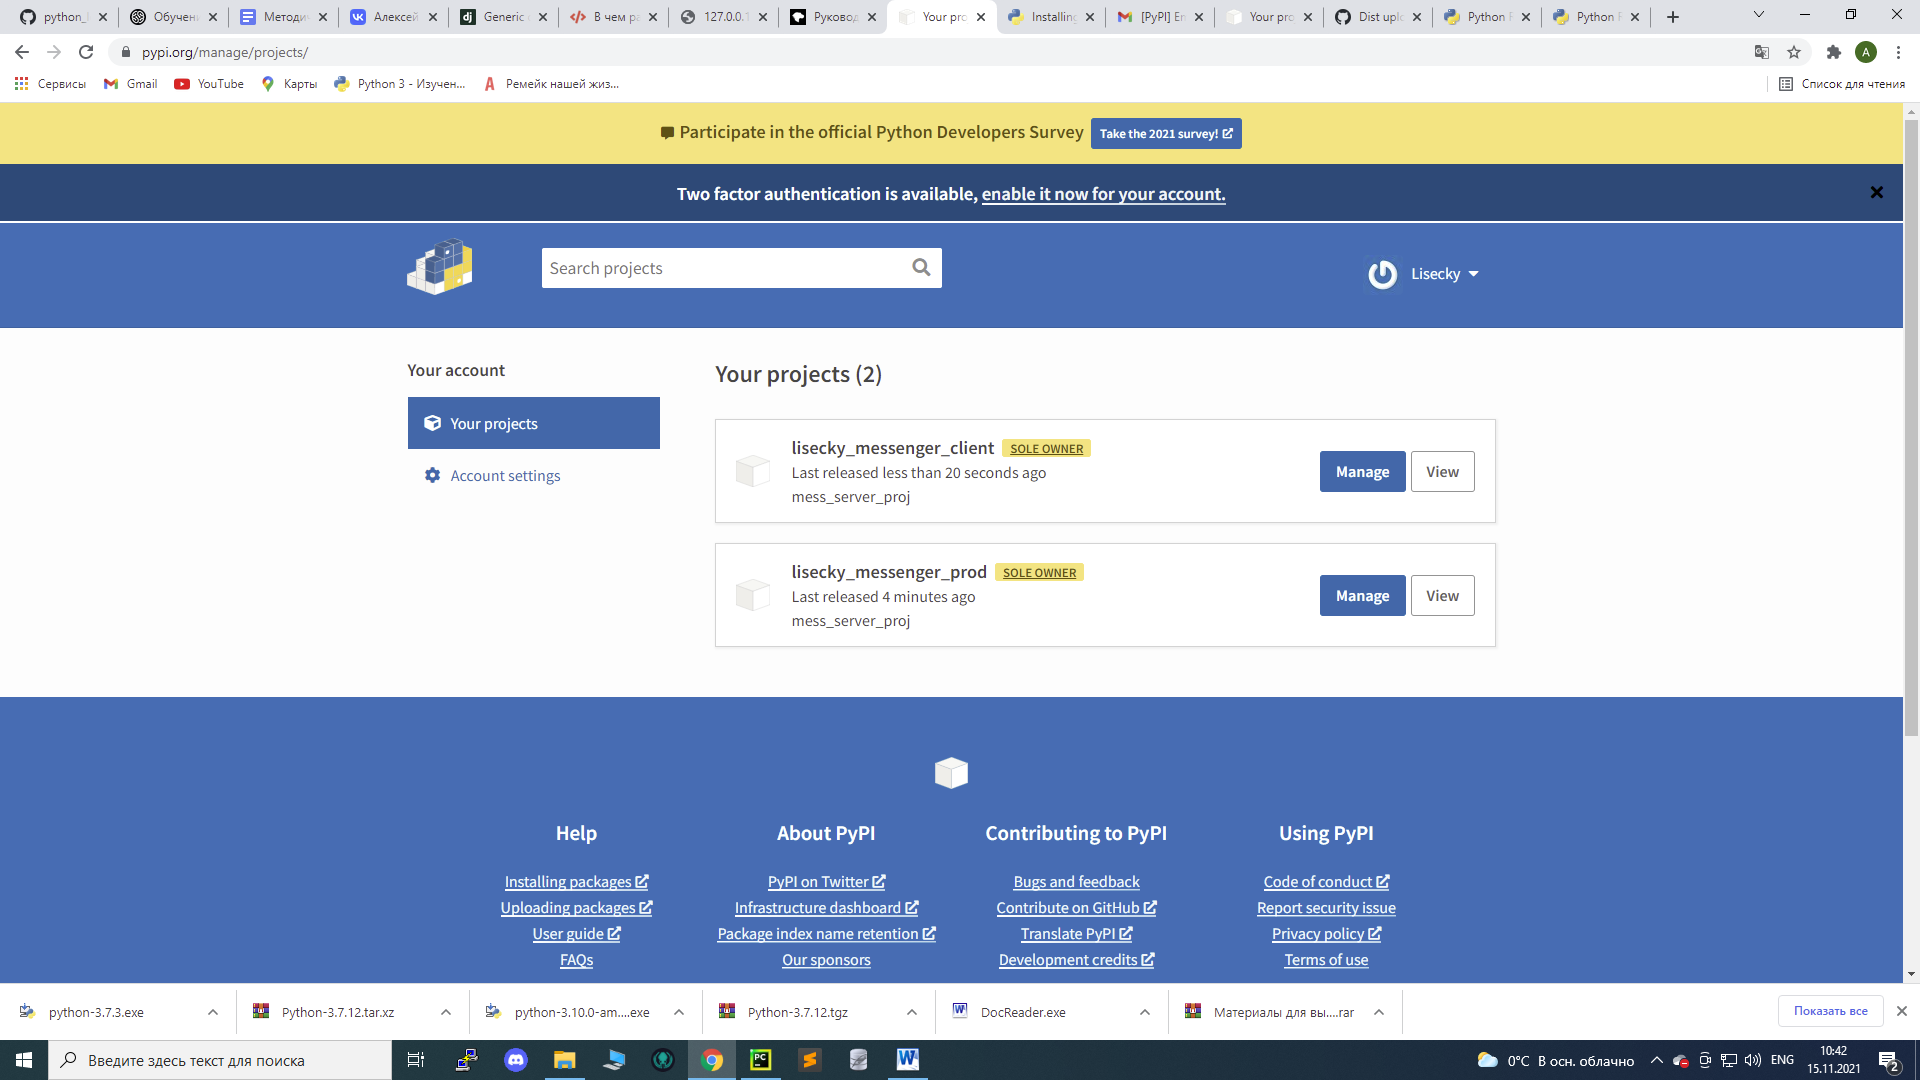 python_
Обучен
Методи
Алексей
Generic
В чем ра
127.0.0.1
Руковод
Your pro
Installing
[PyPI] Em
Your pro
Dist uplo
Python
Python
pypi.org/manage/projects/
A
Сервисы
Gmail
YouTube
Карты
Python 3 - Изучен...
Ремейк нашей жиз...
Список для чтения
Participate in the official Python Developers Survey
Take the 2021 survey!
Two factor authentication is available, enable it now for your account.
Search projects
Lisecky
Your account
Your projects
Account settings
Your projects (2)
lisecky_messenger_client SOLE OWNER
Last released less than 20 seconds ago
mess_server_proj
Manage
View
lisecky_messenger_prod SOLE OWNER
Last released 4 minutes ago
mess_server_proj
Manage
View
Help
Installing packages
Uploading packages
User guide
FAQs
About PyPI
PyPI on Twitter
Infrastructure dashboard
Package index name retention
Our sponsors
Contributing to PyPI
Bugs and feedback
Contribute on GitHub
Translate PyPI
Development credits
Using PyPI
Code of conduct
Report security issue
Privacy policy
Terms of use
python-3.7.3.exe
Python-3.7.12.tar.xz
python-3.10.0-am....exe
Python-3.7.12.tgz
DocReader.exe
Материалы для вы....rar
Показать все
Введите здесь текст для поиска
0°C В осн. облачно
ENG
10:42
15.11.2021
2